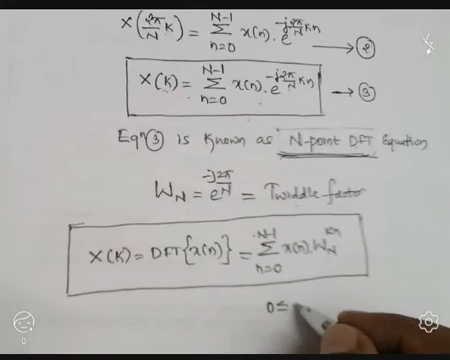 X(2π/N K) = Σ_{n=0}^{N-1} x(n). e^{-j2π/N Kn} → ②
X(K) = Σ_{n=0}^{N-1} x(n). e^{-j2π/N Kn} → ③
Eqn ③ is known as N-point DFT Equation
W_N = e^{-j2π/N} = Twiddle factor
X(K) = DFT{x(n)} = Σ_{n=0}^{N-1} x(n). W_N^{Kn}
0≤